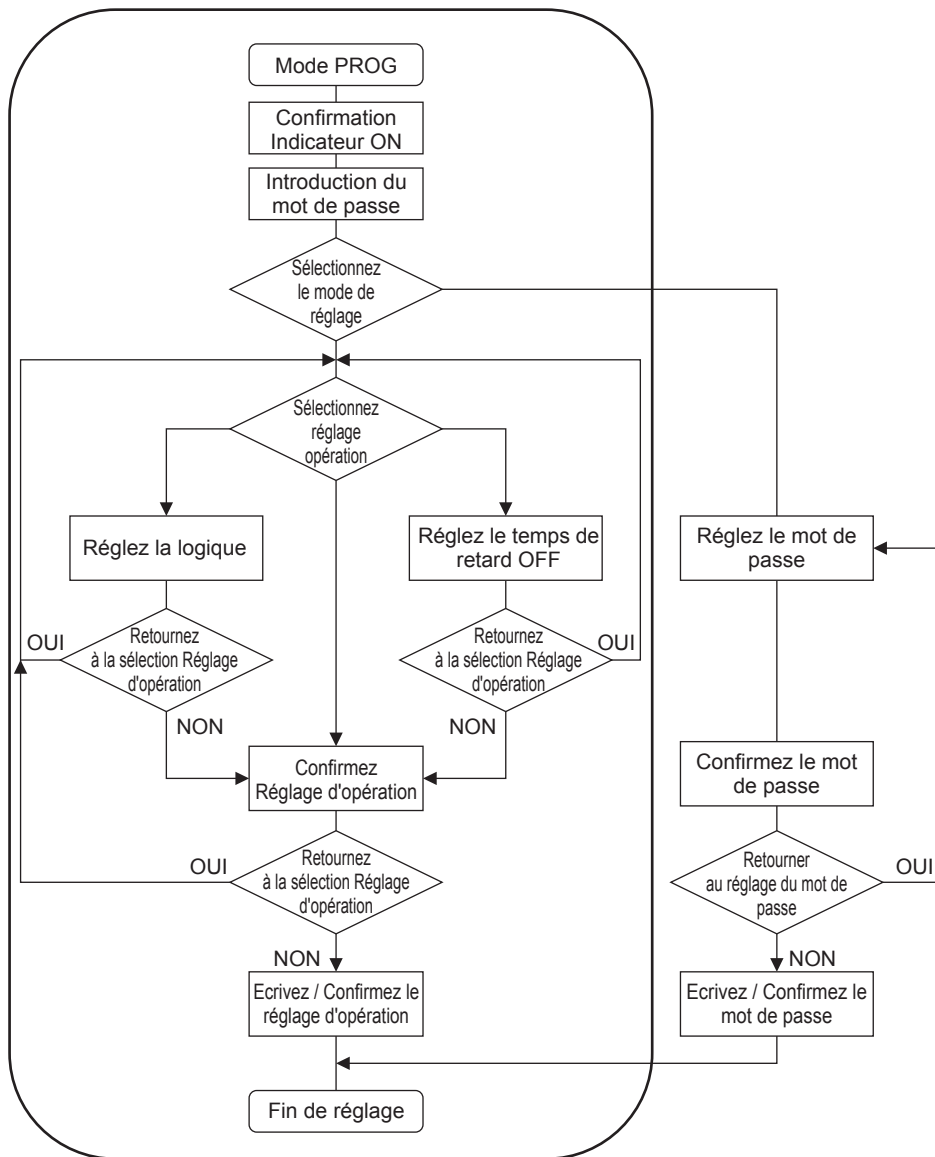 Mode PROG
Confirmation
Indicateur ON
Introduction du
mot de passe
Sélectionnez
le mode de
réglage
Sélectionnez
réglage
opération
Réglez la logique
Réglez le temps de
retard OFF
Réglez le mot de
passe
OUI
Retournez
à la sélection Réglage
d'opération
NON
Retournez
à la sélection Réglage
d'opération
OUI
NON
Confirmez
Réglage d'opération
Confirmez le mot
de passe
OUI
Retournez
à la sélection Réglage
d'opération
NON
Retourner
au réglage du mot de
passe
OUI
NON
Ecrivez / Confirmez le
réglage d'opération
Ecrivez / Confirmez le
mot de passe
Fin de réglage